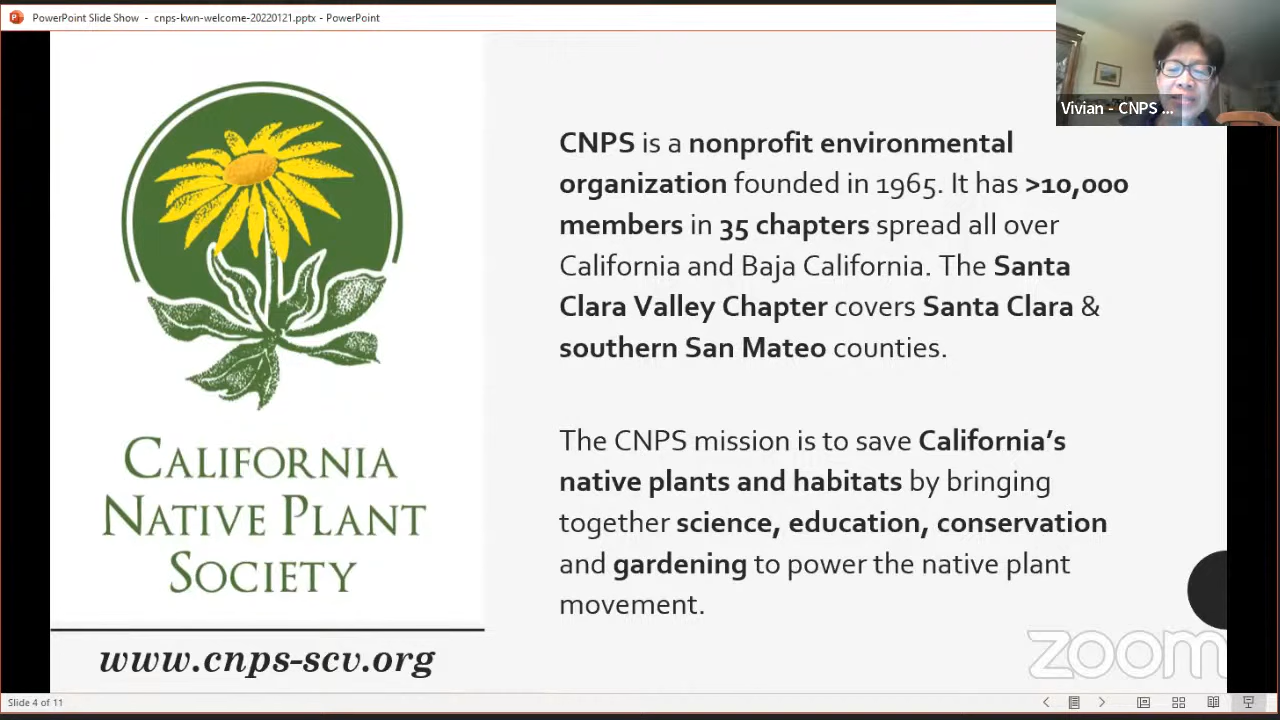 PowerPoint Slide Show - cnps-kwn-welcome-20220121.pptx - PowerPoint
Vivian - CNPS ...
CNPS is a nonprofit environmental
organization founded in 1965. It has >10,000
members in 35 chapters spread all over
California and Baja California. The Santa
Clara Valley Chapter covers Santa Clara &
southern San Mateo counties.
The CNPS mission is to save California's
native plants and habitats by bringing
together science, education, conservation
and gardening to power the native plant
movement.
CALIFORNIA
NATIVE PLANT
SOCIETY
www.cnps-scv.org
zoom
Slide 4 of 11